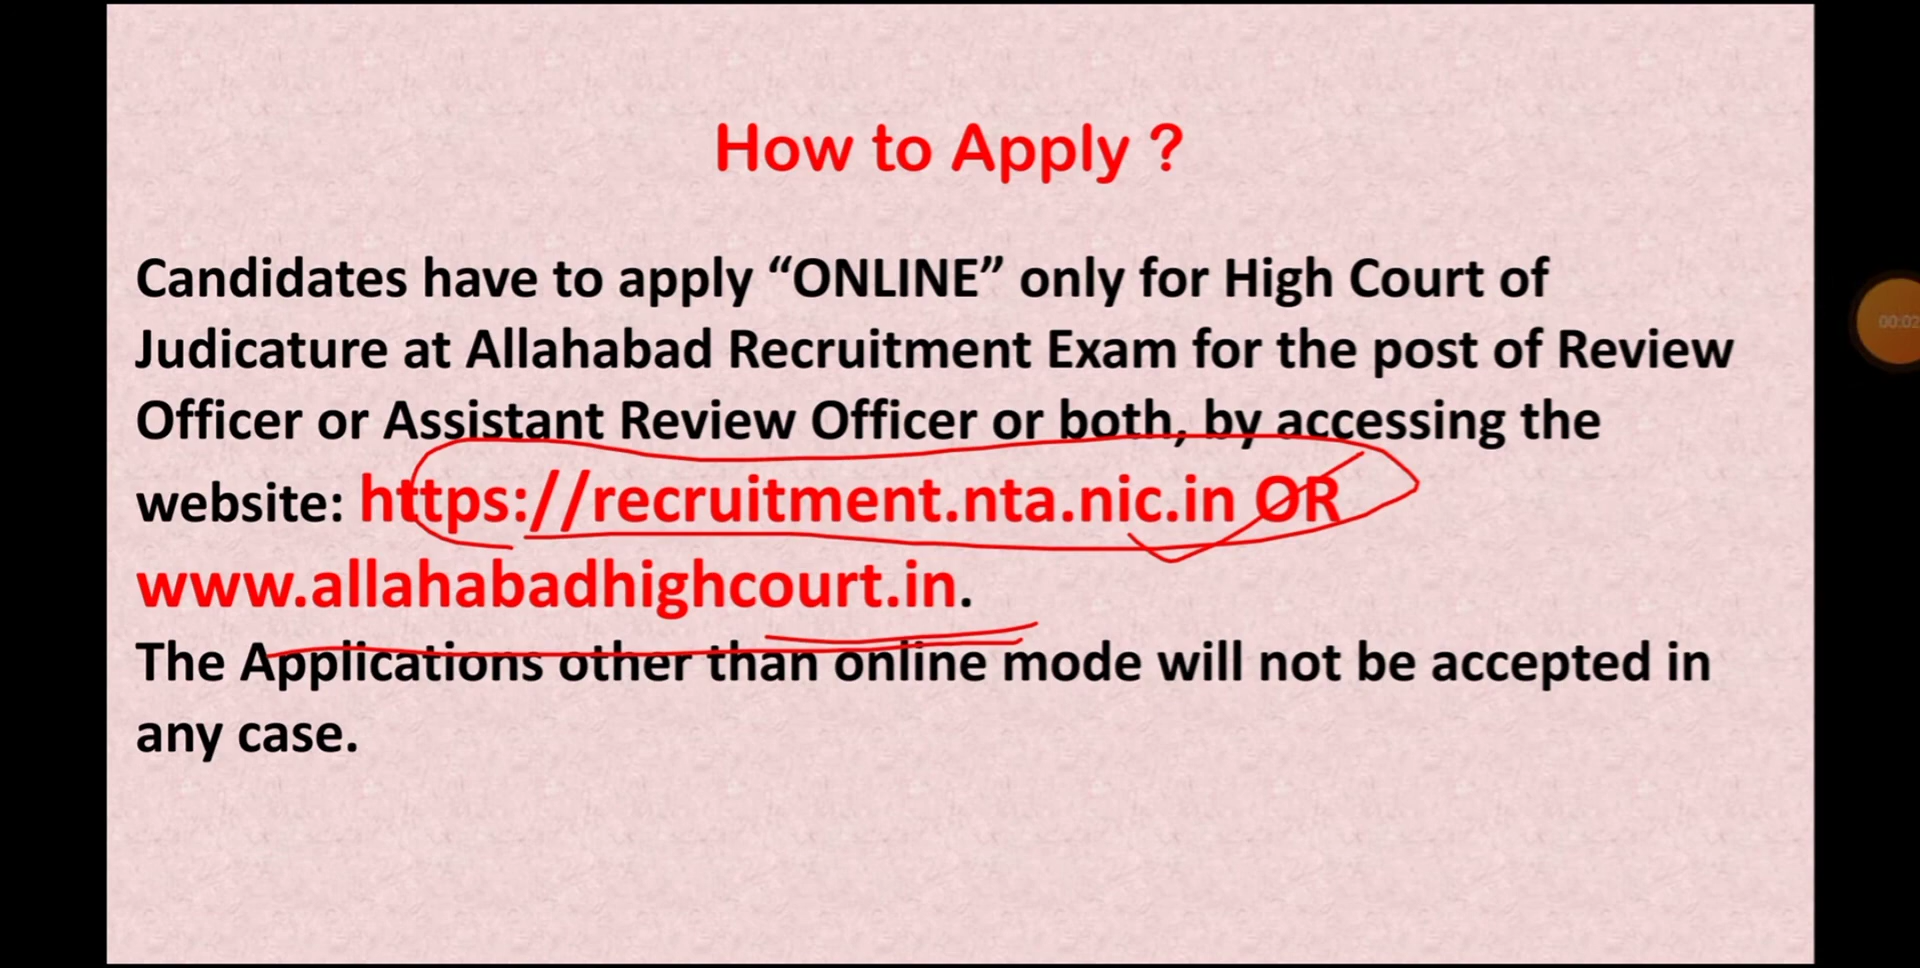 How to Apply ?
Candidates have to apply “ONLINE” only for High Court of
Judicature at Allahabad Recruitment Exam for the post of Review
Officer or Assistant Review Officer or both, by accessing the
website: https://recruitment.nta.nic.in OR
www.allahabadhighcourt.in.
The Applications other than online mode will not be accepted in
any case.
00:02